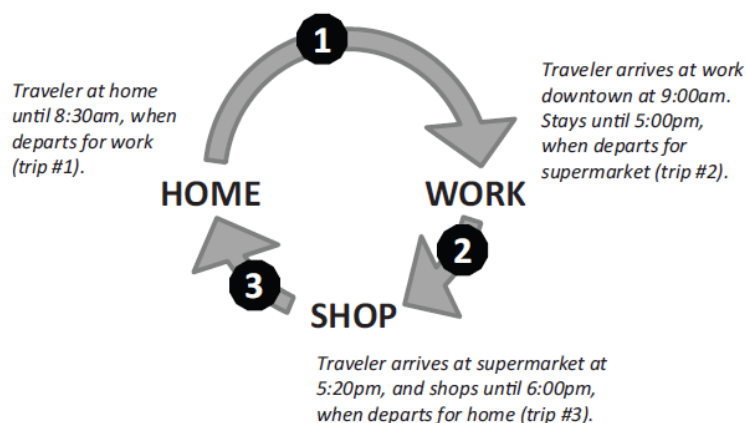 1
Traveler at home
until 8:30am, when
departs for work
(trip #1).
Traveler arrives at work
downtown at 9:00am.
Stays until 5:00pm,
when departs for
supermarket (trip #2).
HOME
WORK
2
3
SHOP
Traveler arrives at supermarket at
5:20pm, and shops until 6:00pm,
when departs for home (trip #3).